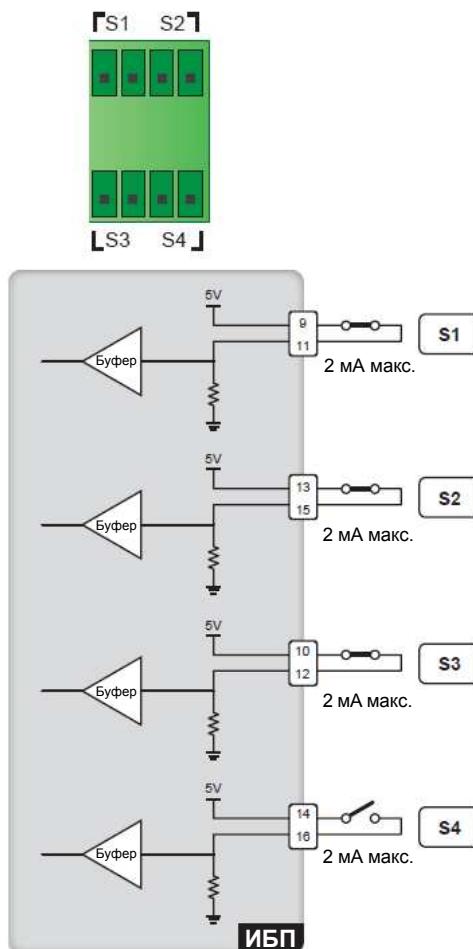 S1 S2
S3 S4
5V
Буфер
9
11
2 мА макс.
S1
5V
Буфер
13
15
2 мА макс.
S2
5V
Буфер
10
12
2 мА макс.
S3
5V
Буфер
14
16
2 мА макс.
S4
ИБП